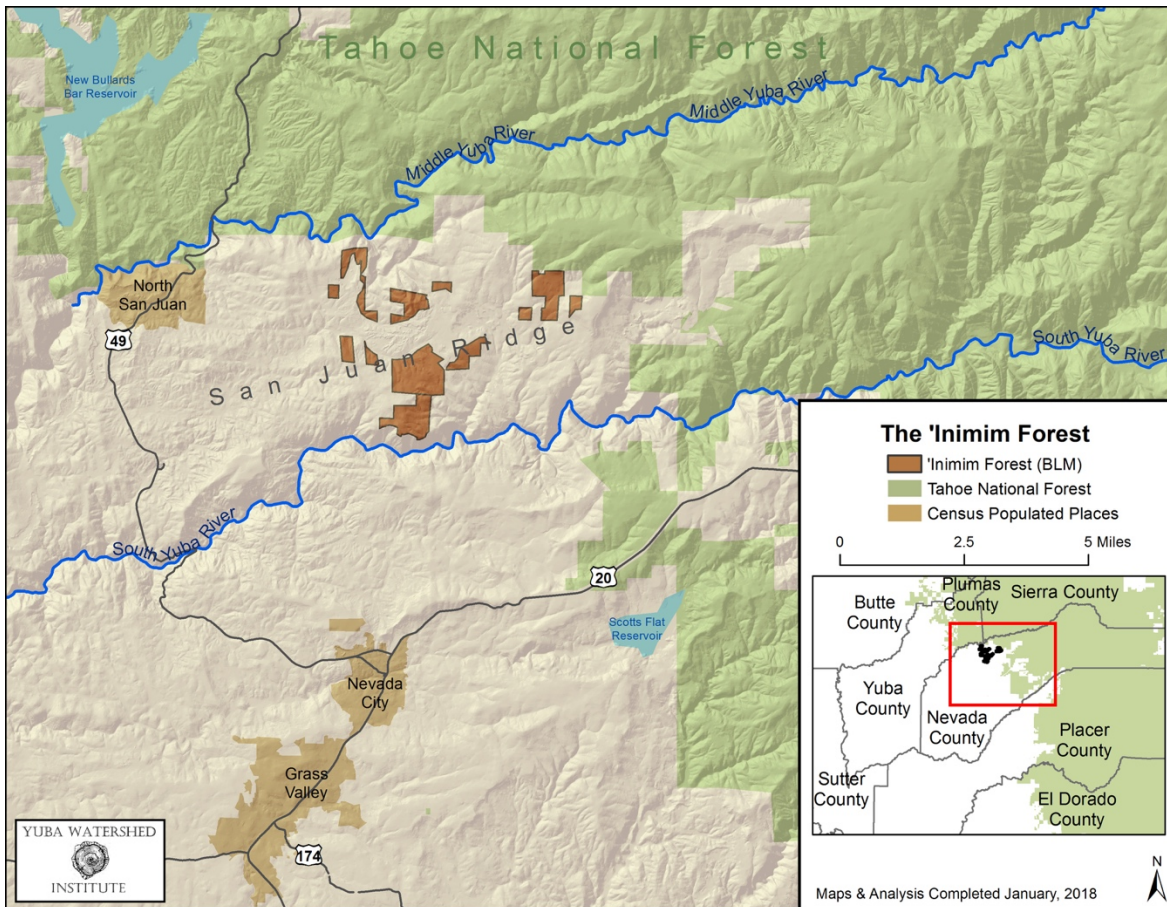 Tahoe National Forest
New Bullards
Bar Reservoir
Middle Yuba River
Middle Yuba River
North
San Juan
49
San Juan Ridge
South Yuba River
South Yuba River
20
Scotts Flat
Reservoir
Nevada
City
Grass
Valley
174
YUBA WATERSHED
INSTITUTE
The 'Inimim Forest
'Inimim Forest (BLM)
Tahoe National Forest
Census Populated Places
0 2.5 5 Miles
Plumas
County
Sierra County
Butte
County
Yuba
County
Nevada
County
Placer
County
Sutter
County
El Dorado
County
Maps & Analysis Completed January, 2018
N